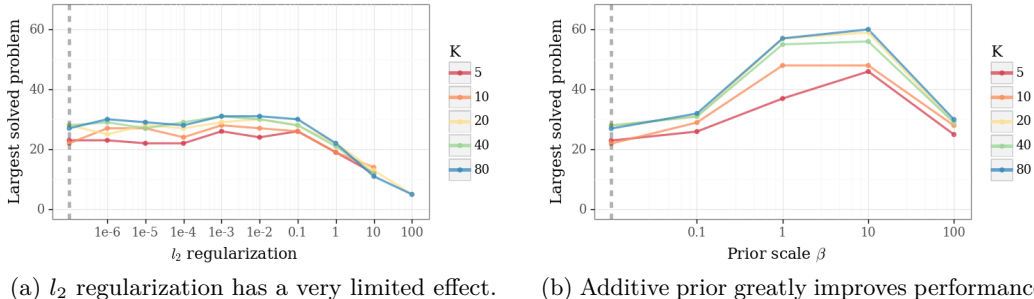 60
40
20
0
Largest solved problem
1e-6 1e-5 1e-4 1e-3 1e-2 0.1 1 10 100
l₂ regularization
K
5
10
20
40
80
(a) l₂ regularization has a very limited effect.
60
40
20
0
Largest solved problem
0.1 1 10 100
Prior scale β
K
5
10
20
40
80
(b) Additive prior greatly improves performanc